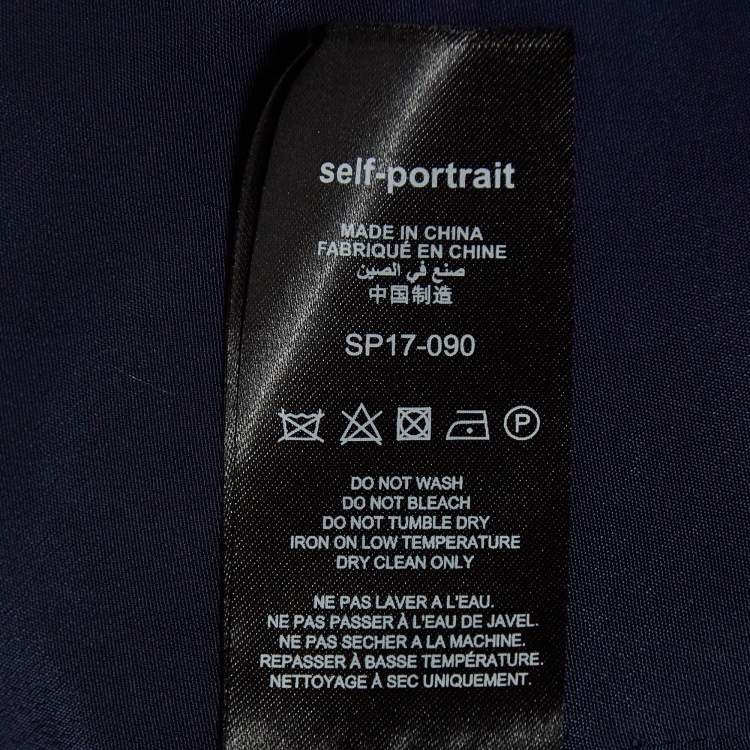 self-portrait
MADE IN CHINA
FABRIQUÉ EN CHINE
صنع في الصين
中国制造
SP17-090
P
DO NOT WASH
DO NOT BLEACH
DO NOT TUMBLE DRY
IRON ON LOW TEMPERATURE
DRY CLEAN ONLY
NE PAS LAVER A L'EAU.
NE PAS PASSER À L'EAU DE JAVEL.
NE PAS SECHER A LA MACHINE.
REPASSER À BASSE TEMPÉRATURE.
NETTOYAGE À SEC UNIQUEMENT.